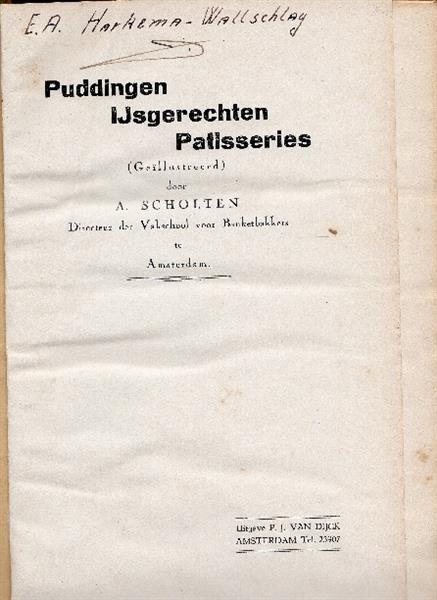 E.A. Harkema-Wallschlag
Puddingen
IJsgerechten
Patisseries
(Geïllustreerd)
door
A. SCHOLTEN
Directeur der Vakschool voor Banketbakkers
te
Amsterdam.
Uitgave P. J. VAN DIJCK
AMSTERDAM Tel. 25907